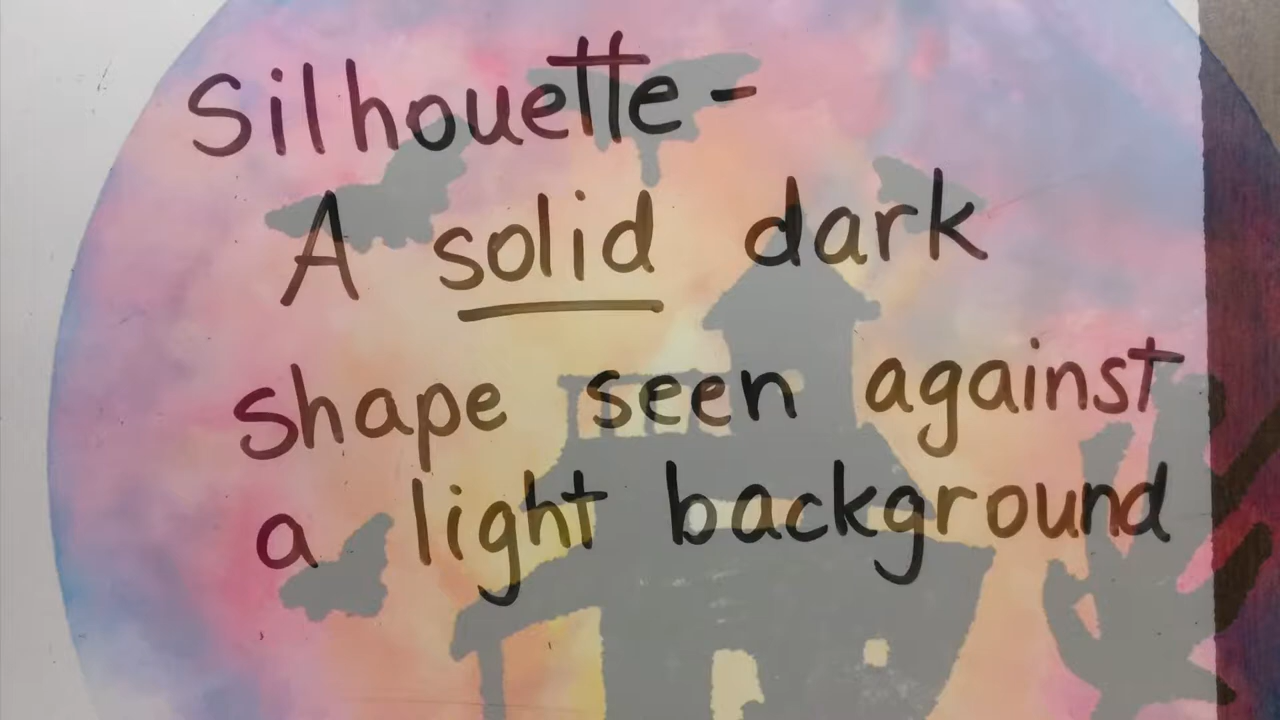 Silhouette-
A solid dark
shape seen against
a light background